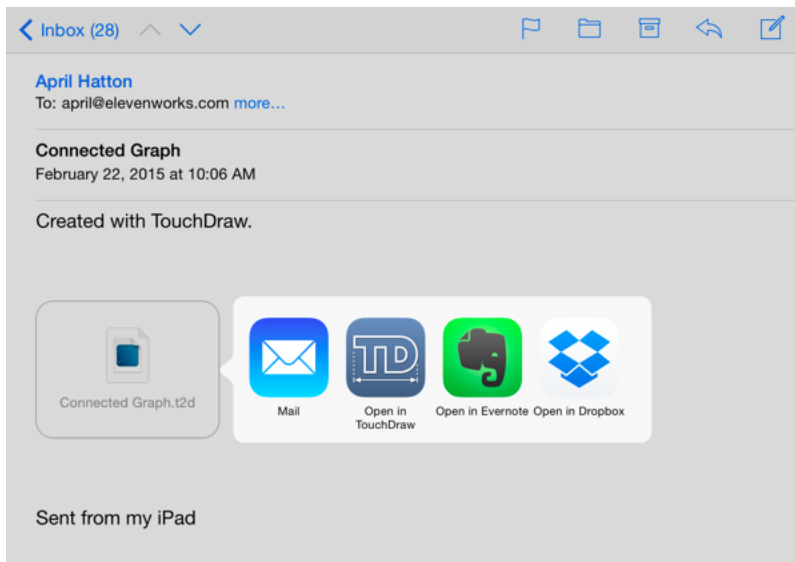 Inbox (28)
April Hatton
To: april@elevenworks.com more...
Connected Graph
February 22, 2015 at 10:06 AM
Created with TouchDraw.
Connected Graph.t2d
TD
Mail
Open in
TouchDraw
Open in Evernote
Open in Dropbox
Sent from my iPad